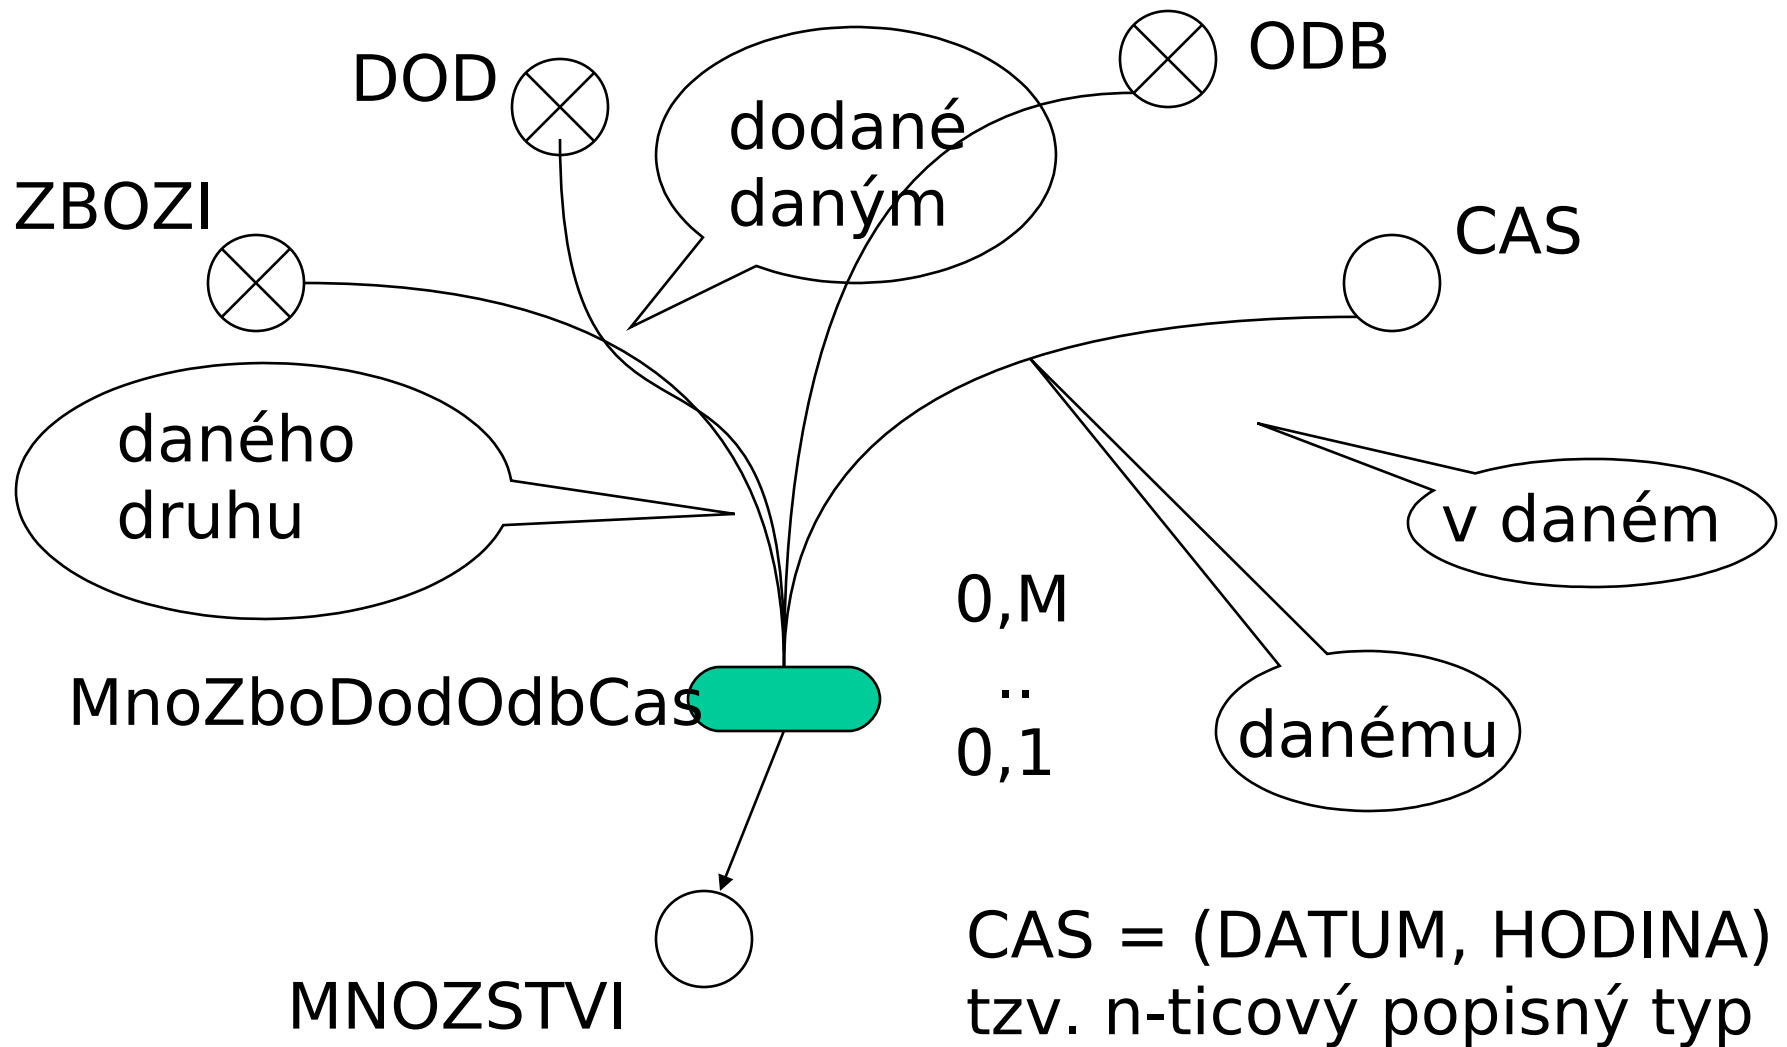 ODB
DOD
dodané
daným
ZBOZI
CAS
daného
druhu
v daném
0,M
..
0,1
MnoZboDodOdbCas
danému
CAS = (DATUM, HODINA)
tzv. n-ticový popisný typ
MNOZSTVI